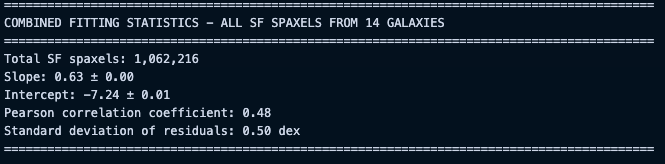 ================================================================================
COMBINED FITTING STATISTICS - ALL SF SPAXELS FROM 14 GALAXIES
================================================================================
Total SF spaxels: 1,062,216
Slope: 0.63 ± 0.00
Intercept: -7.24 ± 0.01
Pearson correlation coefficient: 0.48
Standard deviation of residuals: 0.50 dex
================================================================================